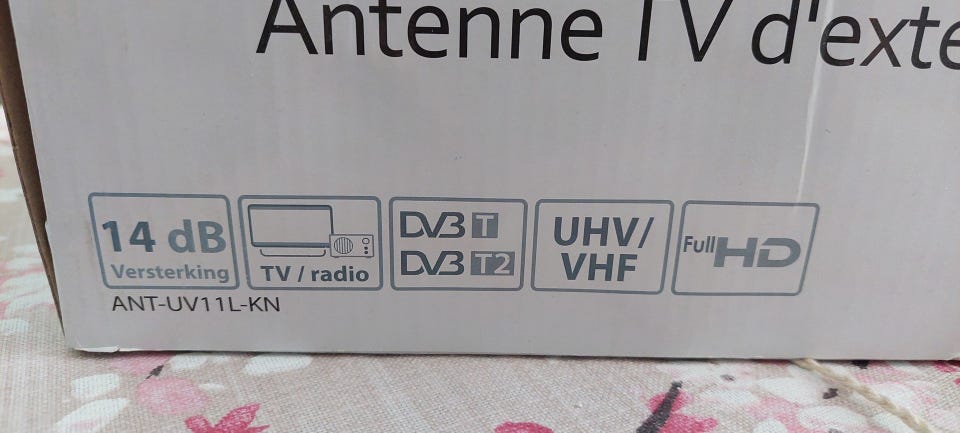 Antenne TV d'exte
14 dB
Versterking
TV / radio
DVB T
DVB T2
UHV/
VHF
Full HD
ANT-UV11L-KN